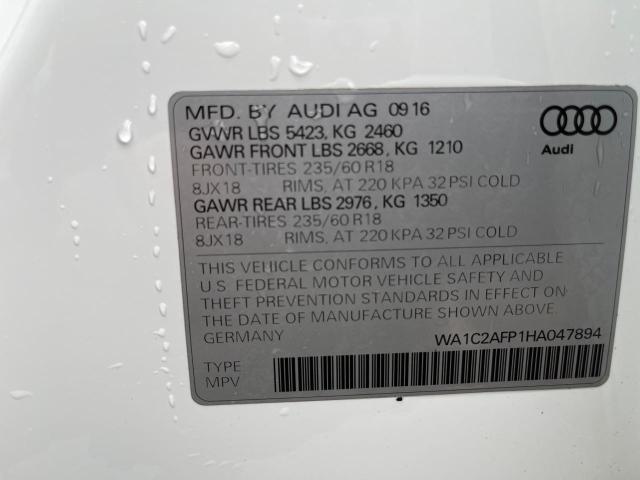 MFD. BY AUDI AG 0916
GVWR LBS 5423, KG 2460
GAWR FRONT LBS 2668, KG 1210
FRONT-TIRES 235/60 R18
8JX18 RIMS, AT 220 KPA 32 PSI COLD
GAWR REAR LBS 2976, KG 1350
REAR-TIRES 235/60 R18
8JX18 RIMS, AT 220 KPA 32 PSI COLD
Audi
THIS VEHICLE CONFORMS TO ALL APPLICABLE
U.S. FEDERAL MOTOR VEHICLE SAFETY AND
THEFT PREVENTION STANDARDS IN EFFECT ON
THE DATE OF MANUFACTURE SHOWN ABOVE.
GERMANY WA1C2AFP1HA047894
TYPE
MPV